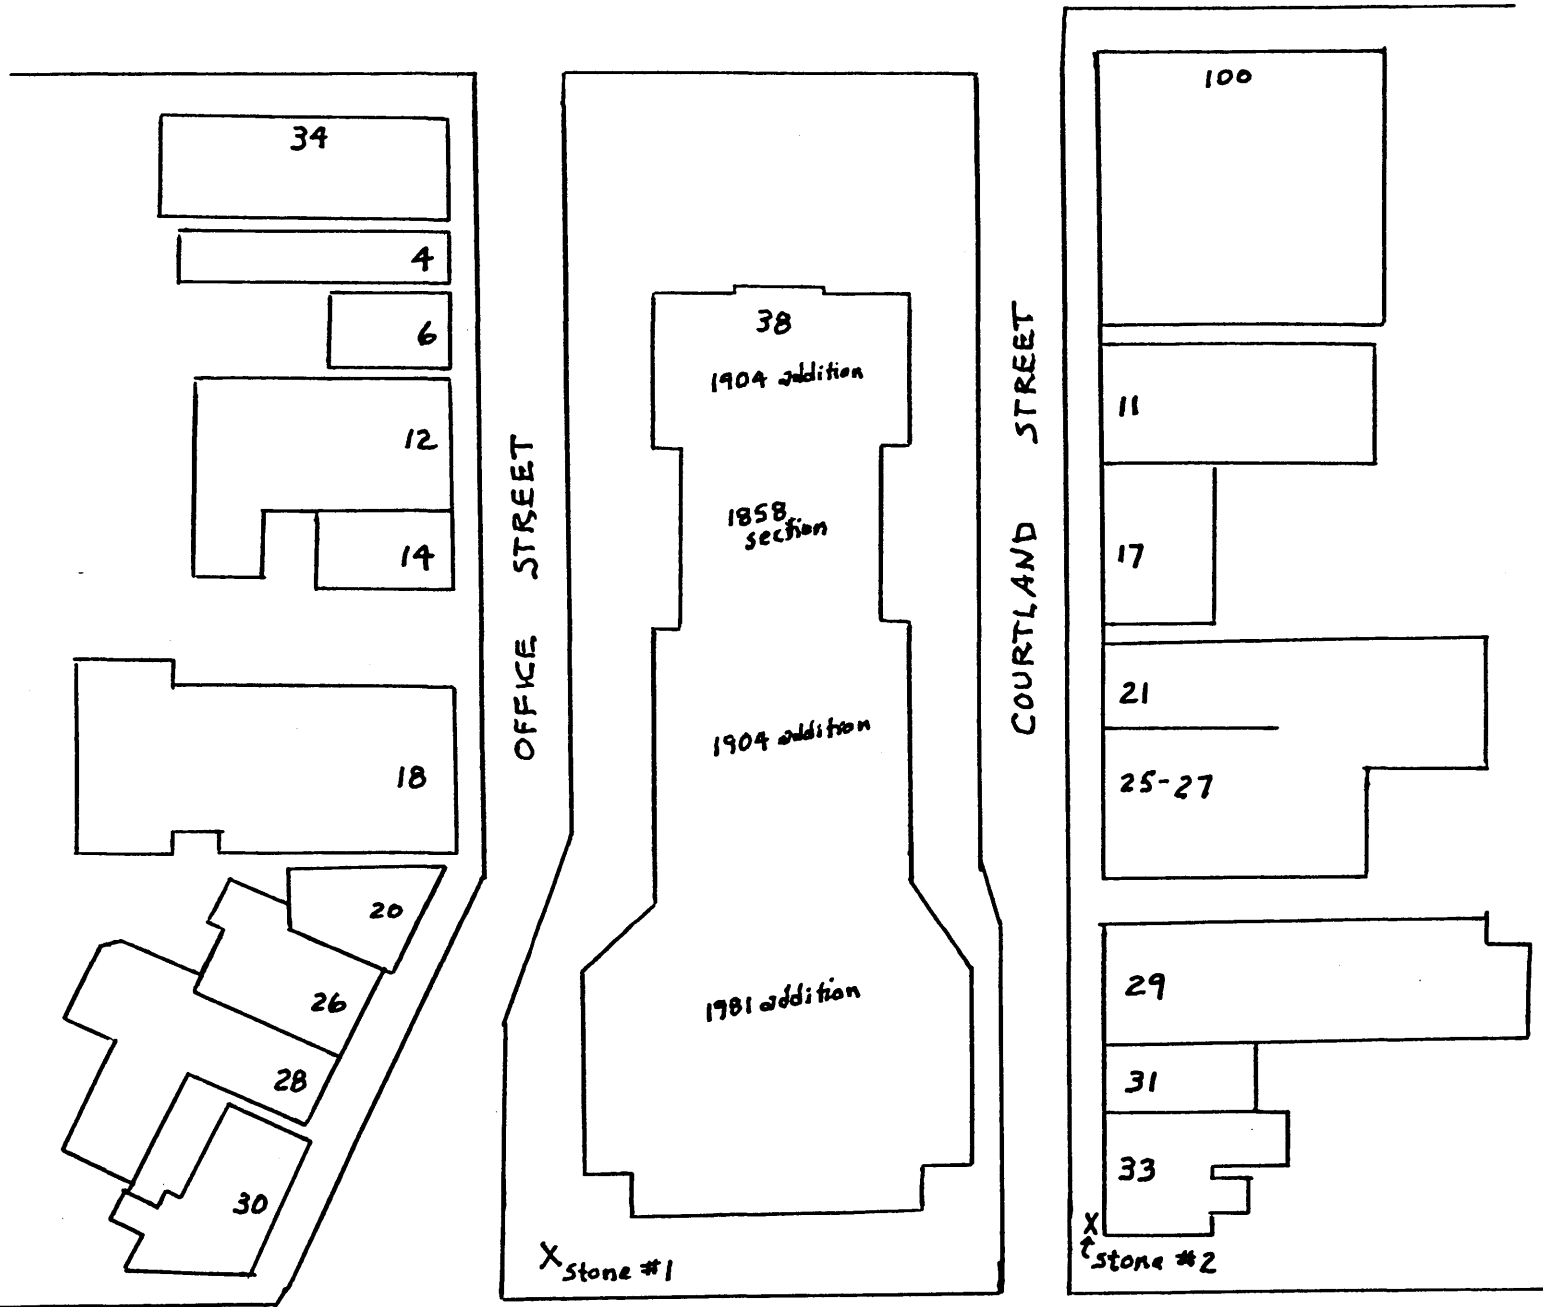 34
4
6
12
14
18
20
26
28
30
OFFICE STREET
38
1904 addition
1858
section
1904 addition
1981 addition
X Stone #1
COURTLAND STREET
100
11
17
21
25-27
29
31
33
X
Stone #2